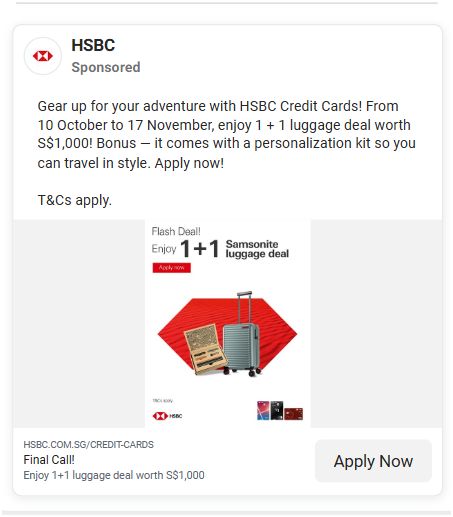 HSBC
Sponsored
Gear up for your adventure with HSBC Credit Cards! From
10 October to 17 November, enjoy 1 + 1 luggage deal worth
S$1,000! Bonus — it comes with a personalization kit so you
can travel in style. Apply now!
T&Cs apply.
Flash Deal!
Enjoy 1+1 Samsonite
luggage deal
Apply now
T&Cs apply.
HSBC
HSBC.COM.SG/CREDIT-CARDS
Final Call!
Enjoy 1+1 luggage deal worth S$1,000
Apply Now